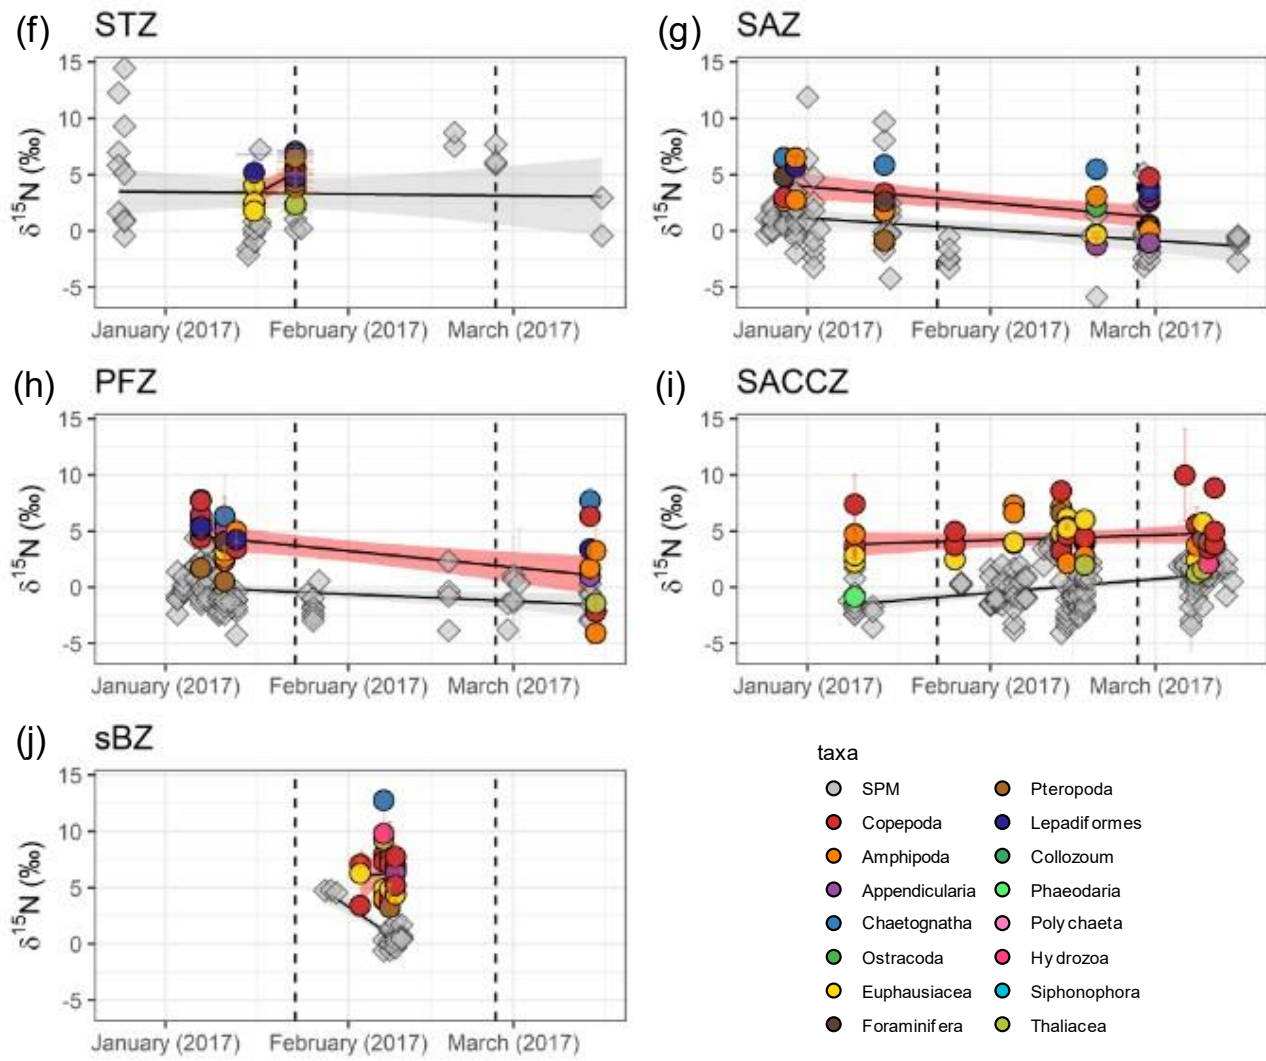 (f) STZ
15
10
5
0
-5
δ¹⁵N (‰)
January (2017) February (2017) March (2017)
(g) SAZ
15
10
5
0
-5
δ¹⁵N (‰)
January (2017) February (2017) March (2017)
(h) PFZ
15
10
5
0
-5
δ¹⁵N (‰)
January (2017) February (2017) March (2017)
(i) SACCZ
15
10
5
0
-5
δ¹⁵N (‰)
January (2017) February (2017) March (2017)
(j) sBZ
15
10
5
0
-5
δ¹⁵N (‰)
January (2017) February (2017) March (2017)
taxa
SPM
Copepoda
Amphipoda
Appendicularia
Chaetognatha
Ostracoda
Euphausiacea
Foraminifera
Pteropoda
Lepadiformes
Collozoum
Phaeodaria
Polychaeta
Hydrozoa
Siphonophora
Thaliacea